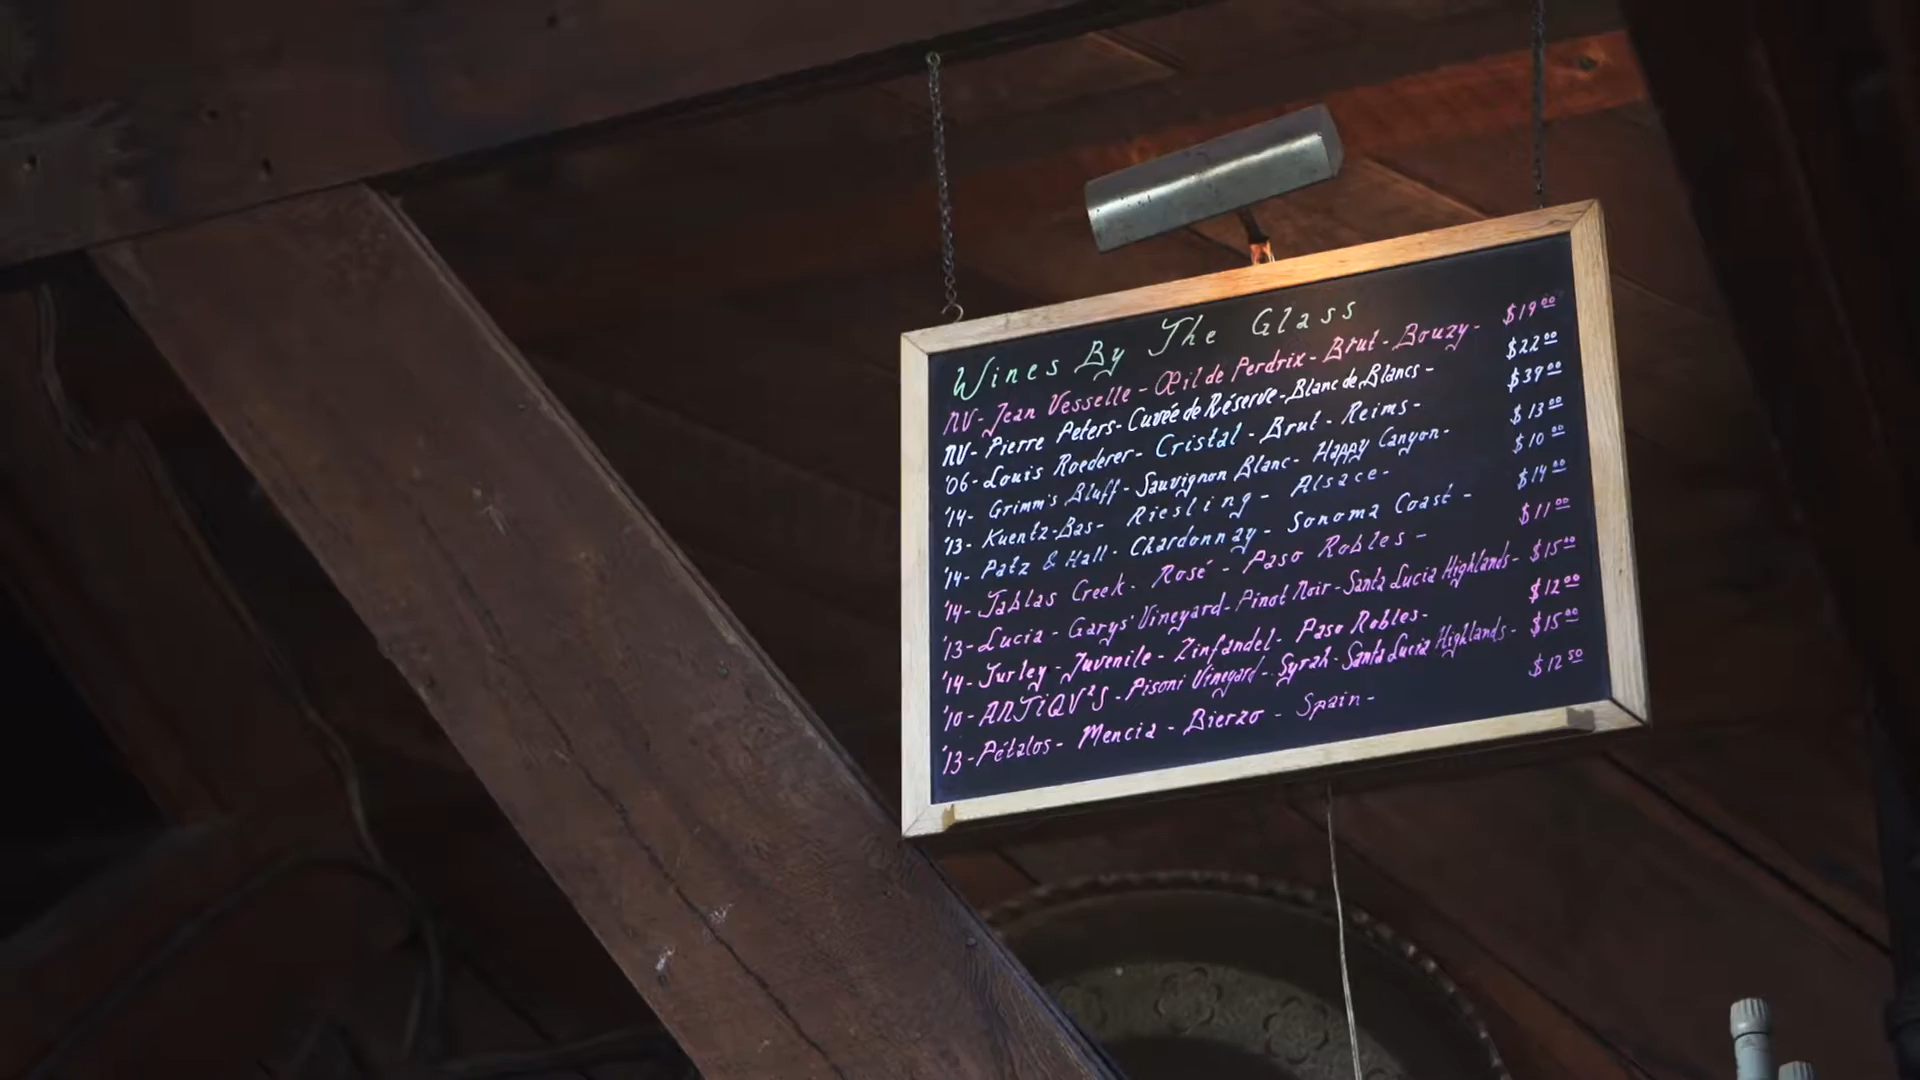 Wines By The Glass
NV- Jean Vesselle - Œil de Perdrix - Brut - Bouzy - $19.00
NV- Pierre Peters - Cuvée de Réserve - Blanc de Blancs - $22.00
'06- Louis Roederer - Cristal - Brut - Reims - $39.00
'14- Grimm's Bluff - Sauvignon Blanc - Happy Canyon - $13.00
'13- Kuentz-Bas - Riesling - Alsace - $10.00
'14- Patz & Hall - Chardonnay - Sonoma Coast - $14.00
'14- Tablas Creek - Rosé - Paso Robles - $11.00
'13- Lucia - Garys' Vineyard - Pinot Noir - Santa Lucia Highlands - $15.00
'14- Turley - Juvenile - Zinfandel - Paso Robles - $12.00
'10- ANTiQV²S - Pisoni Vineyard - Syrah - Santa Lucia Highlands - $15.00
'13- Pétalos - Mencia - Bierzo - Spain - $12.50